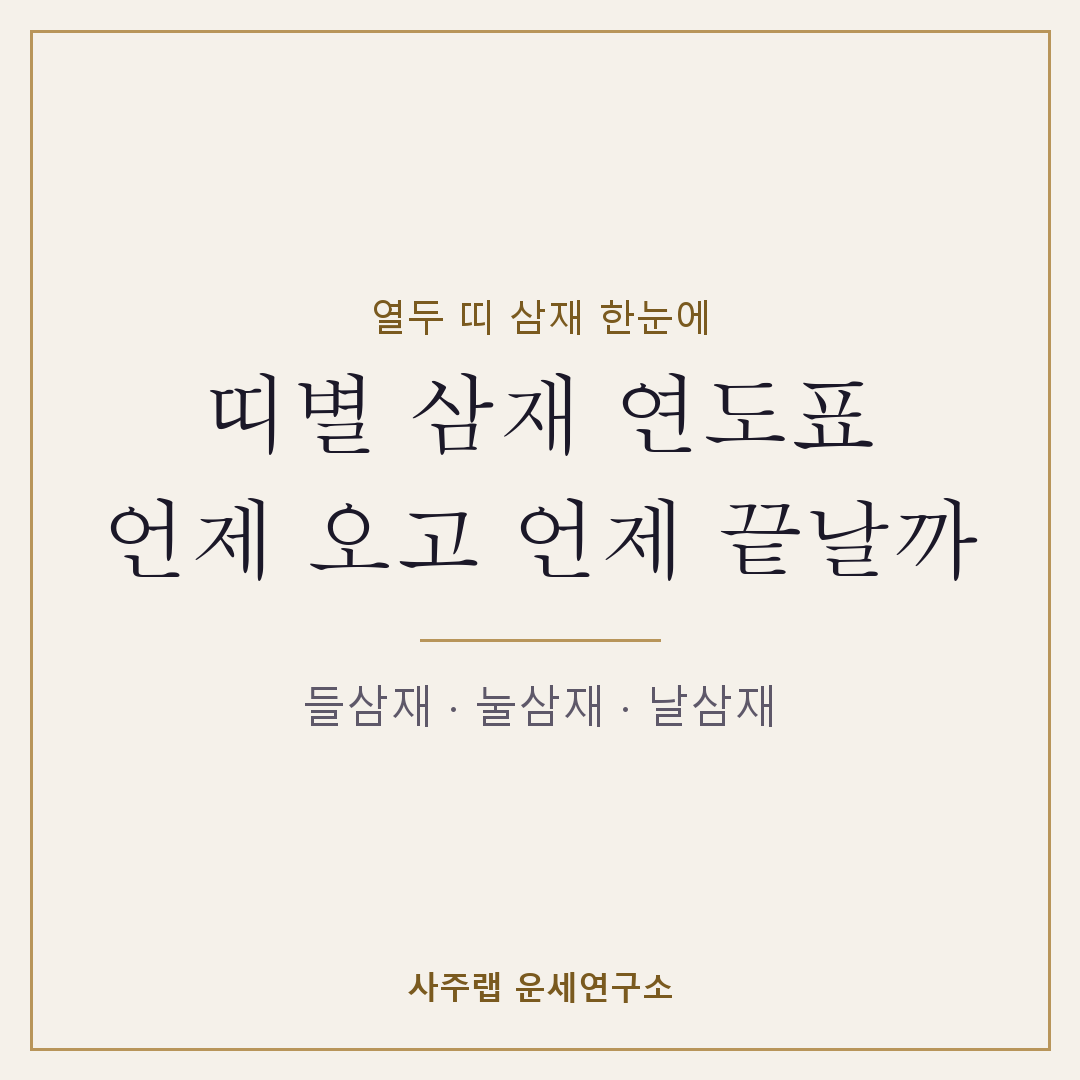 열두 띠 삼재 한눈에
띠별 삼재 연도표
언제 오고 언제 끝날까
들삼재 · 눌삼재 · 날삼재
사주랩 운세연구소